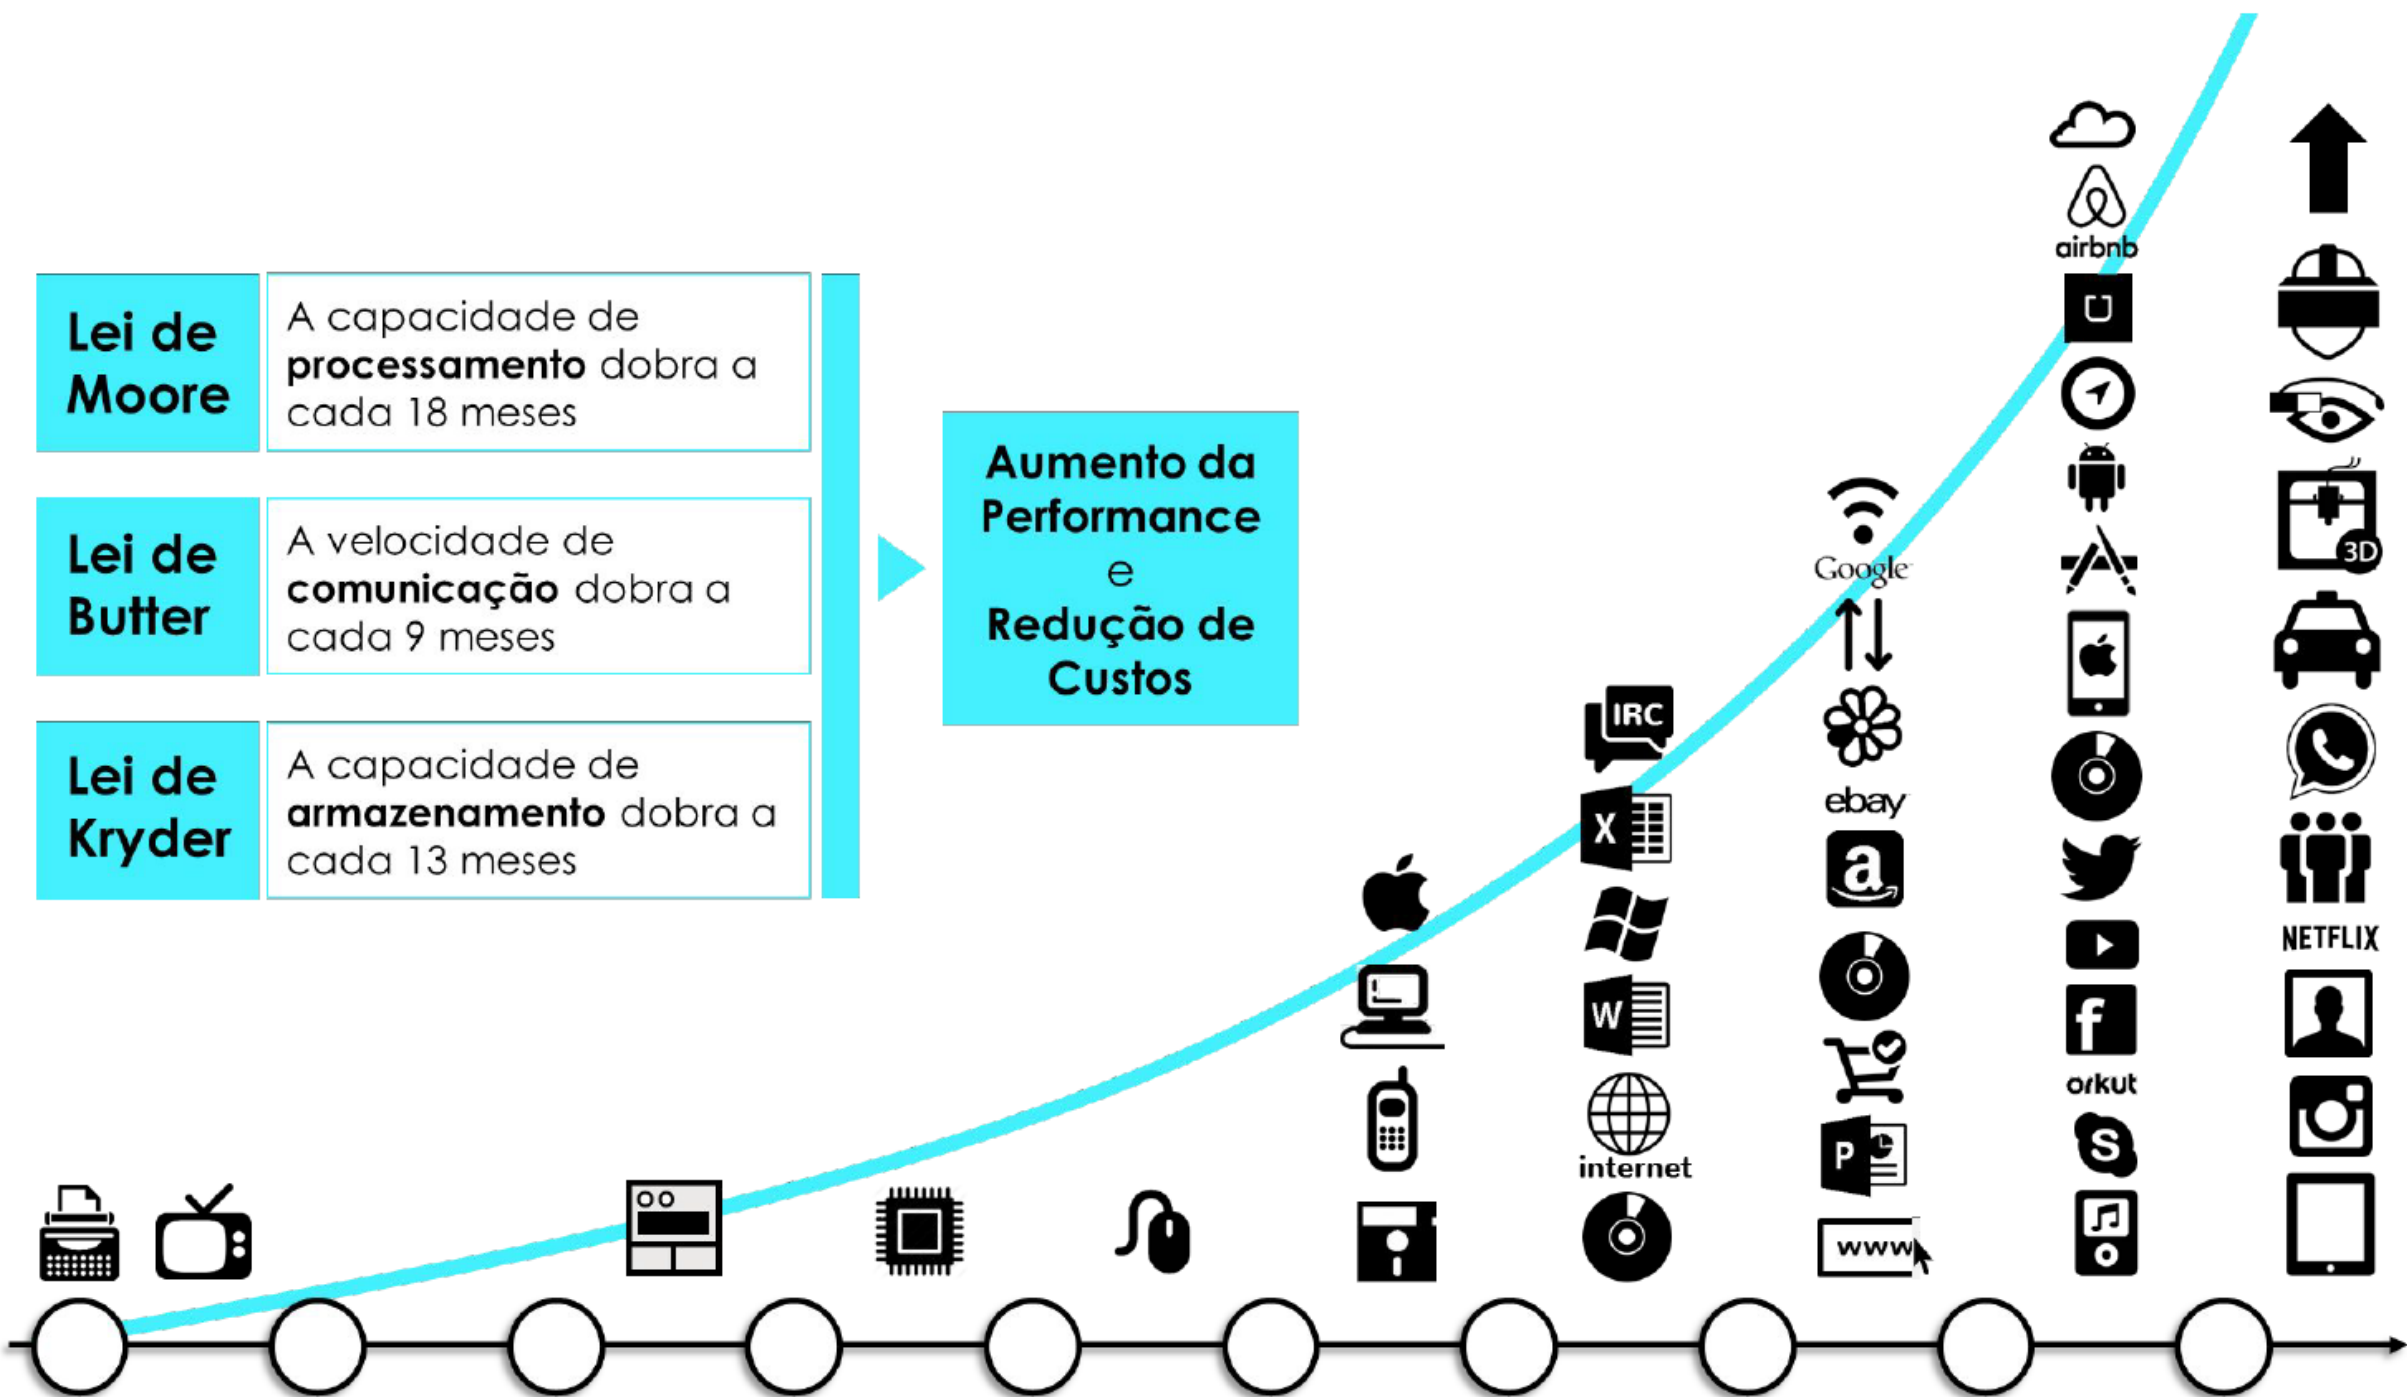 Lei de
Moore
A capacidade de
processamento dobra a
cada 18 meses
Lei de
Butter
A velocidade de
comunicação dobra a
cada 9 meses
Lei de
Kryder
A capacidade de
armazenamento dobra a
cada 13 meses
Aumento da
Performance
e
Redução de
Custos
IRC
X
W
internet
Google
ebay
a
P
www
airbnb
f
orkut
S
3D
NETFLIX